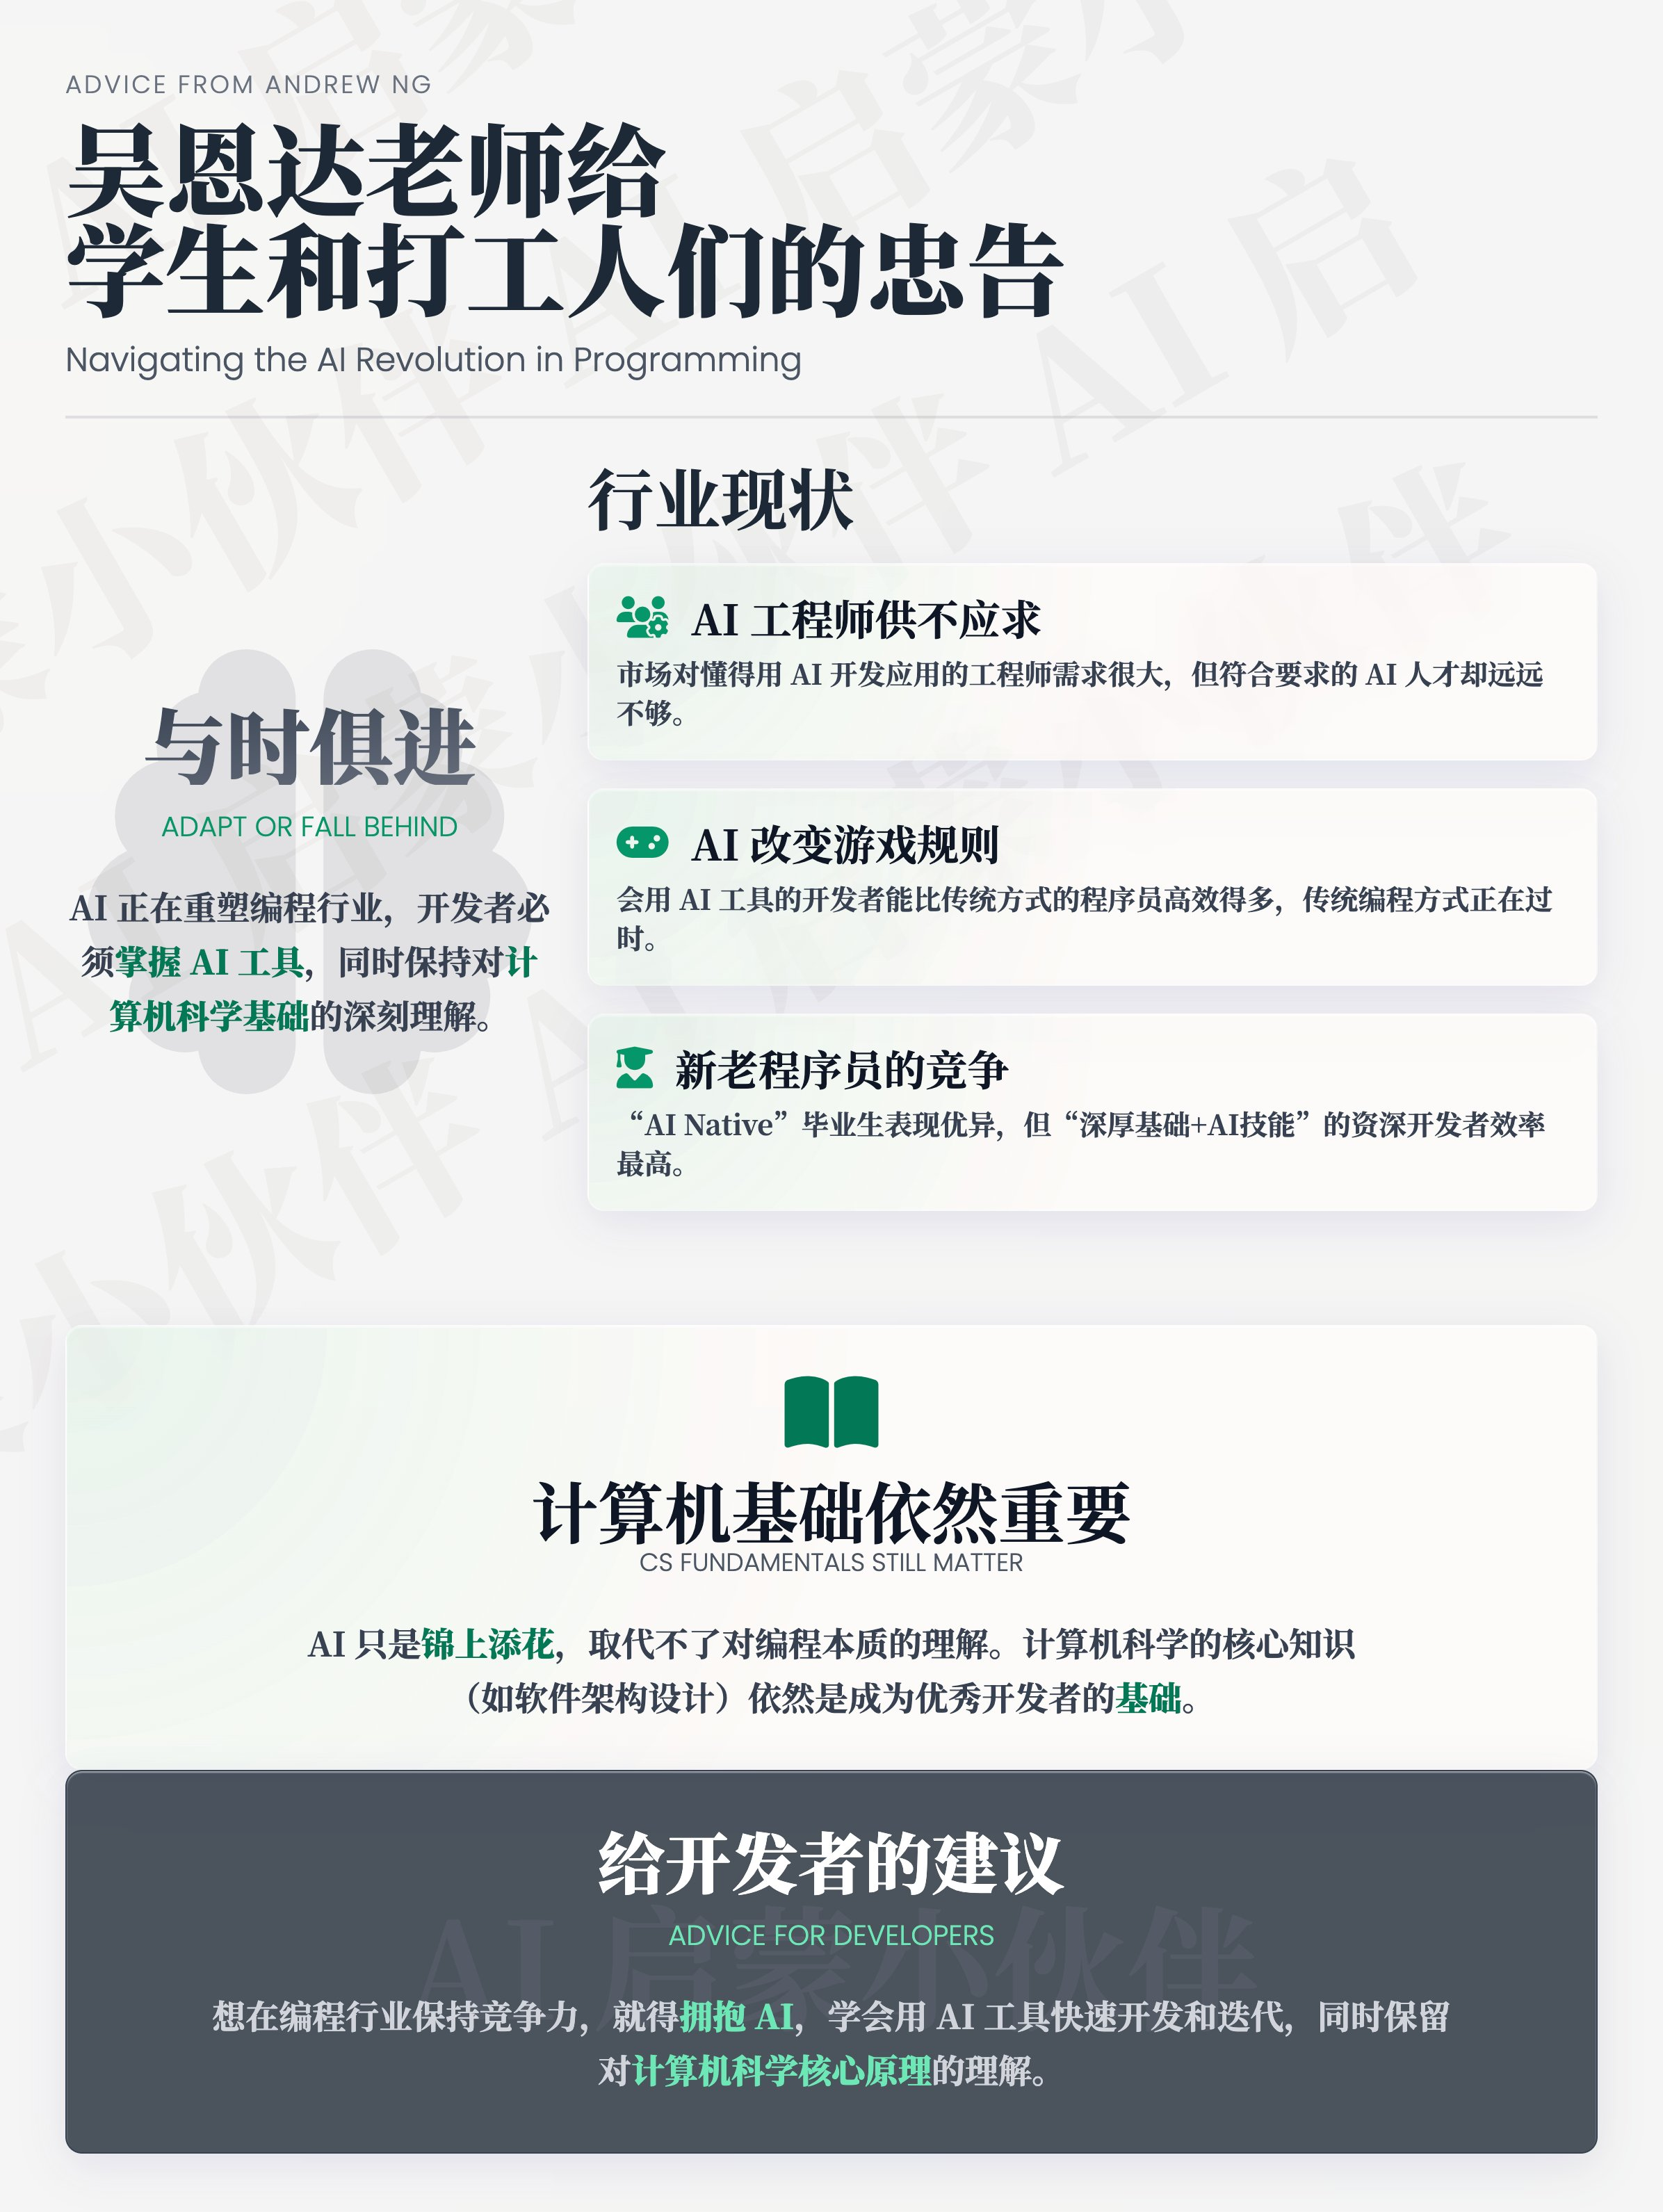 ADVICE FROM ANDREW NG
吴恩达老师给
学生和打工人们的忠告
Navigating the AI Revolution in Programming
与时俱进
ADAPT OR FALL BEHIND
AI 正在重塑编程行业，开发者必
须掌握 AI 工具，同时保持对计
算机科学基础的深刻理解。
行业现状
AI 工程师供不应求
市场对懂得用 AI 开发应用的工程师需求很大，但符合要求的 AI 人才却远远
不够。
AI 改变游戏规则
会用 AI 工具的开发者能比传统方式的程序员高效得多，传统编程方式正在过
时。
新老程序员的竞争
“AI Native”毕业生表现优异，但“深厚基础+AI技能”的资深开发者效率
最高。
计算机基础依然重要
CS FUNDAMENTALS STILL MATTER
AI 只是锦上添花，取代不了对编程本质的理解。计算机科学的核心知识
（如软件架构设计）依然是成为优秀开发者的基础。
给开发者的建议
ADVICE FOR DEVELOPERS
AI 启蒙小伙伴
想在编程行业保持竞争力，就得拥抱 AI，学会用 AI 工具快速开发和迭代，同时保留
对计算机科学核心原理的理解。